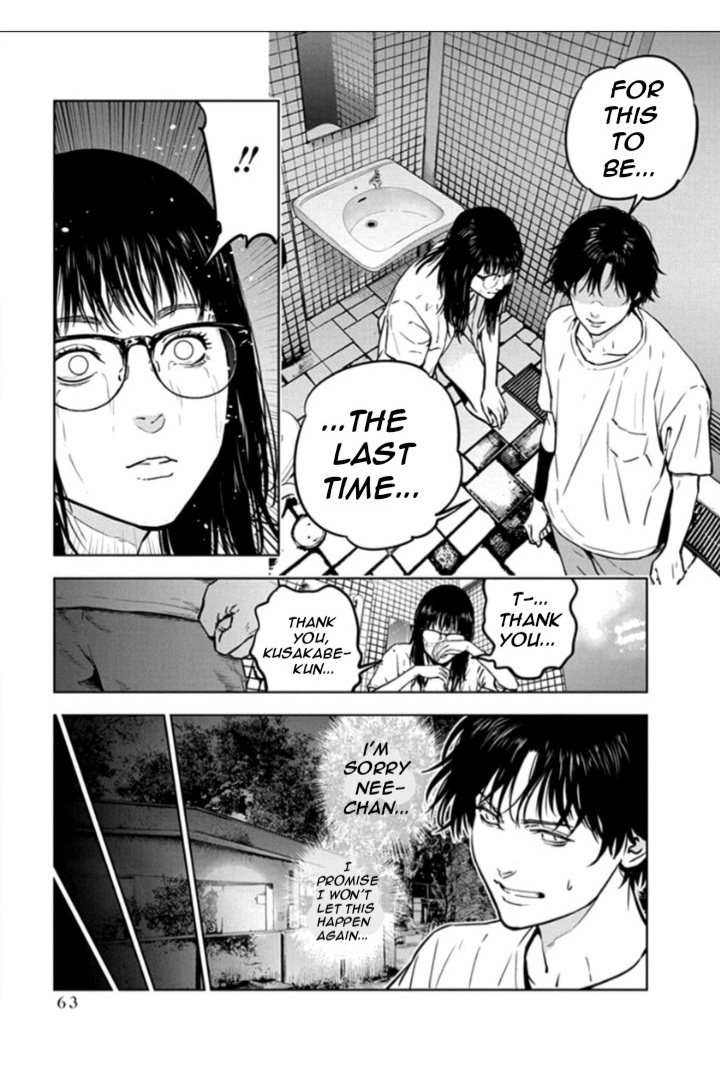 FOR
THIS
TO
BE...
...THE
LAST
TIME...
!!
T-...
THANK
YOU...
THANK
YOU,
KUSAKABE-
KUN...
I'M
SORRY
NEE-
CHAN...
I
PROMISE
I WON'T
LET THIS
HAPPEN
AGAIN...
63